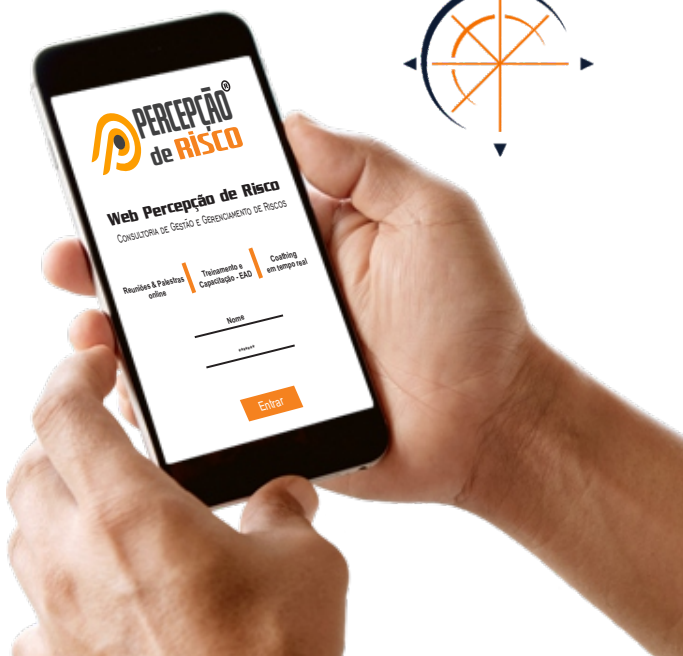 PERCEPÇÃO®
de RISCO
Web Percepção de Risco
CONSULTORIA DE GESTÃO E GERENCIAMENTO DE RISCOS
Reuniões & Palestras
online
Treinamento e
Capacitação - EAD
Coathing
em tempo real
Nome
******
Entrar